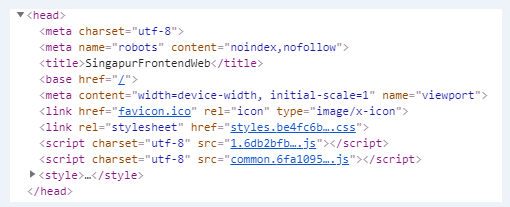 ▼<head>
<meta charset="utf-8">
<meta name="robots" content="noindex,nofollow">
<title>SingapurFrontendWeb</title>
<base href="/">
<meta content="width=device-width, initial-scale=1" name="viewport">
<link href="favicon.ico" rel="icon" type="image/x-icon">
<link rel="stylesheet" href="styles.be4fc6b….css">
<script charset="utf-8" src="1.6db2bfb….js"></script>
<script charset="utf-8" src="common.6fa1095….js"></script>
▶<style>…</style>
</head>